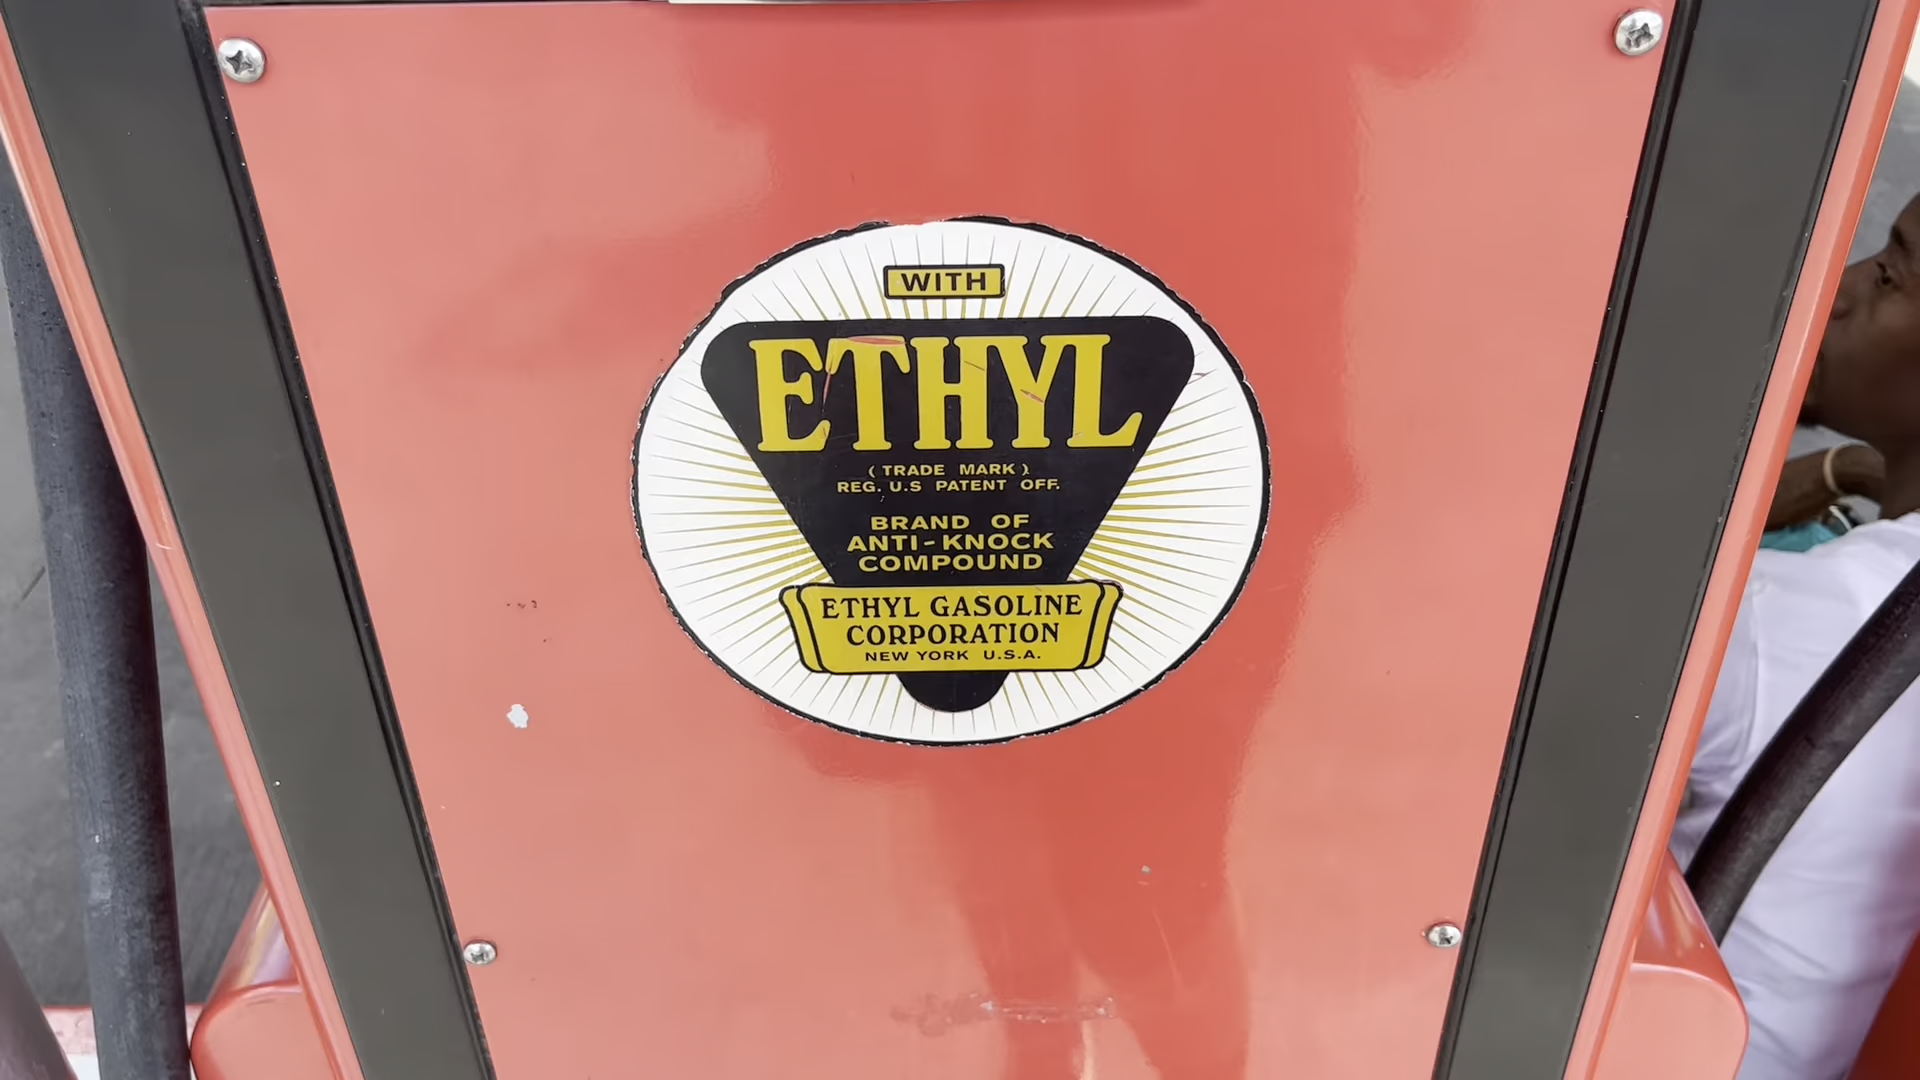 WITH
ETHYL
( TRADE MARK )
REG. U.S PATENT OFF.
BRAND OF
ANTI-KNOCK
COMPOUND
ETHYL GASOLINE
CORPORATION
NEW YORK U.S.A.